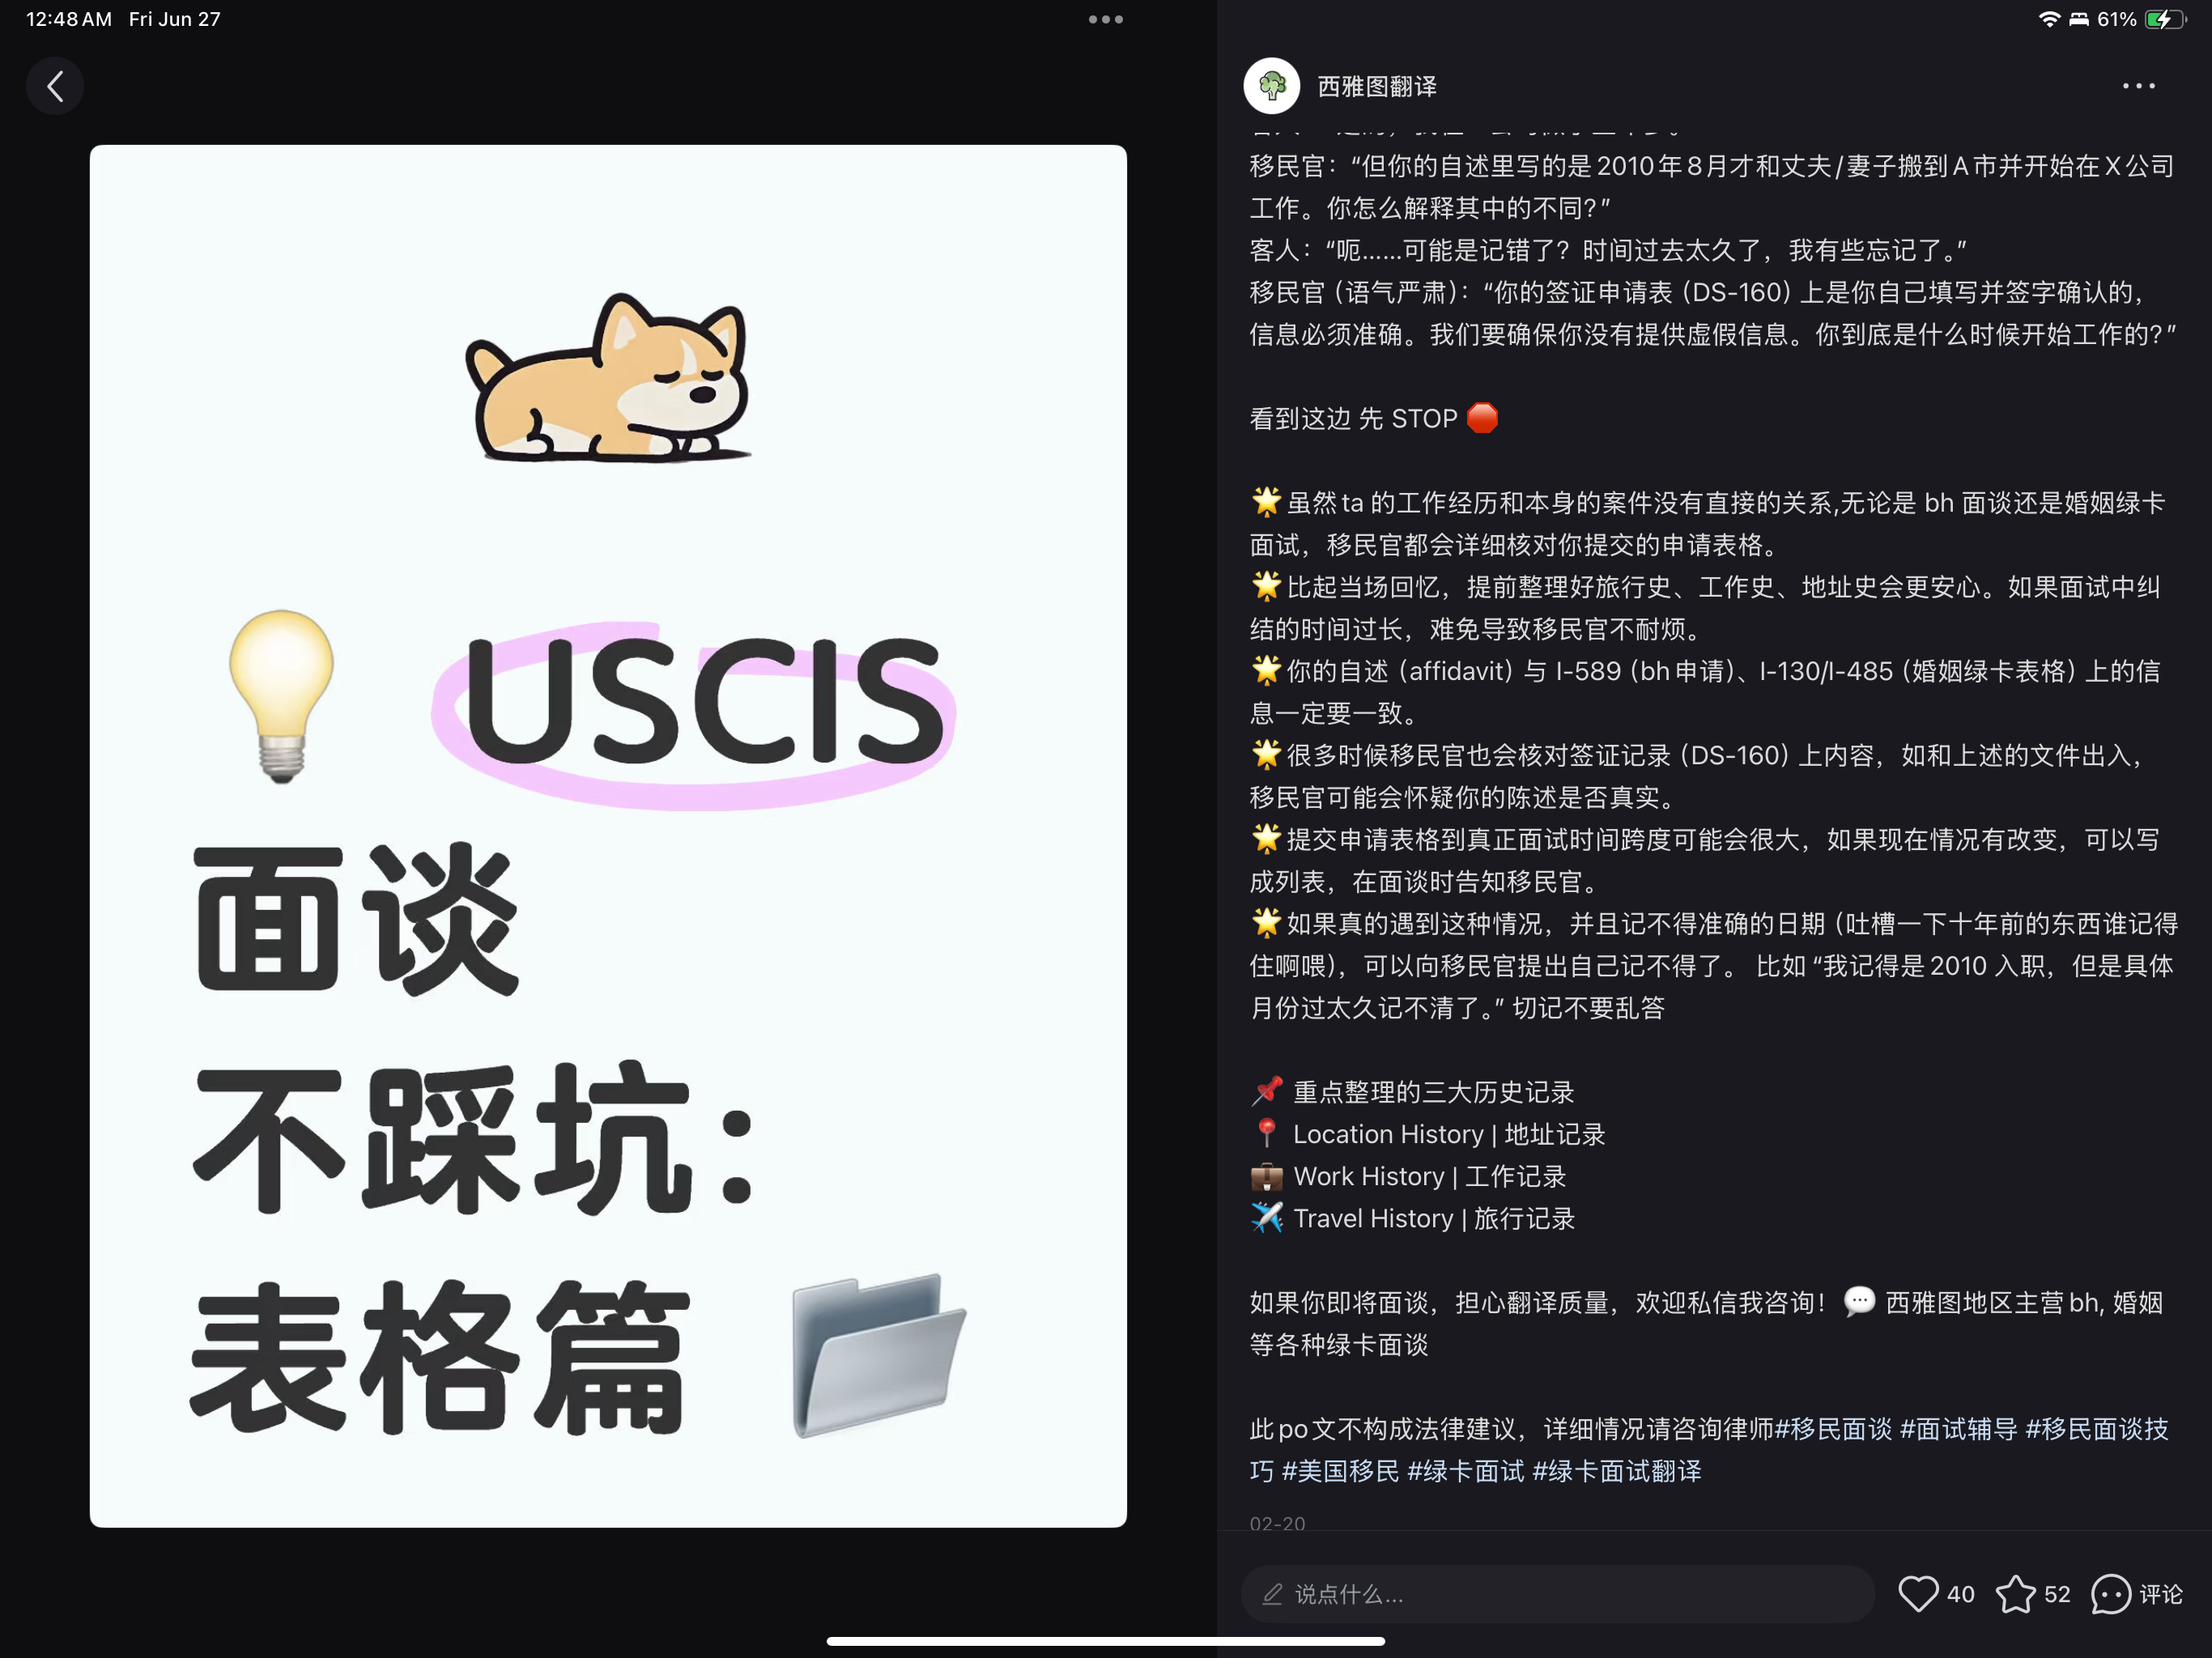 12:48 AM Fri Jun 27
61%
USCIS
面谈
不踩坑：
表格篇
西雅图翻译
移民官：“但你的自述里写的是2010年8月才和丈夫/妻子搬到A市并开始在X公司
工作。你怎么解释其中的不同？”
客人：“呃……可能是记错了？时间过去太久了，我有些忘记了。”
移民官（语气严肃）：“你的签证申请表（DS-160）上是你自己填写并签字确认的，
信息必须准确。我们要确保你没有提供虚假信息。你到底是什么时候开始工作的？”
看到这边 先 STOP 🛑
🌟虽然ta 的工作经历和本身的案件没有直接的关系,无论是 bh 面谈还是婚姻绿卡
面试，移民官都会详细核对你提交的申请表格。
🌟比起当场回忆，提前整理好旅行史、工作史、地址史会更安心。如果面试中纠
结的时间过长，难免导致移民官不耐烦。
🌟你的自述（affidavit）与 I-589（bh申请）、I-130/I-485（婚姻绿卡表格）上的信
息一定要一致。
🌟很多时候移民官也会核对签证记录（DS-160）上内容，如和上述的文件出入，
移民官可能会怀疑你的陈述是否真实。
🌟提交申请表格到真正面试时间跨度可能会很大，如果现在情况有改变，可以写
成列表，在面谈时告知移民官。
🌟如果真的遇到这种情况，并且记不得准确的日期（吐槽一下十年前的东西谁记得
住啊喂），可以向移民官提出自己记不得了。 比如 “我记得是2010 入职，但是具体
月份过太久记不清了。” 切记不要乱答
📌 重点整理的三大历史记录
📍 Location History | 地址记录
💼 Work History | 工作记录
✈️ Travel History | 旅行记录
如果你即将面谈，担心翻译质量，欢迎私信我咨询！💬 西雅图地区主营bh, 婚姻
等各种绿卡面谈
此po文不构成法律建议，详细情况请咨询律师#移民面谈 #面试辅导 #移民面谈技
巧 #美国移民 #绿卡面试 #绿卡面试翻译
02-20
说点什么...
40
52
评论